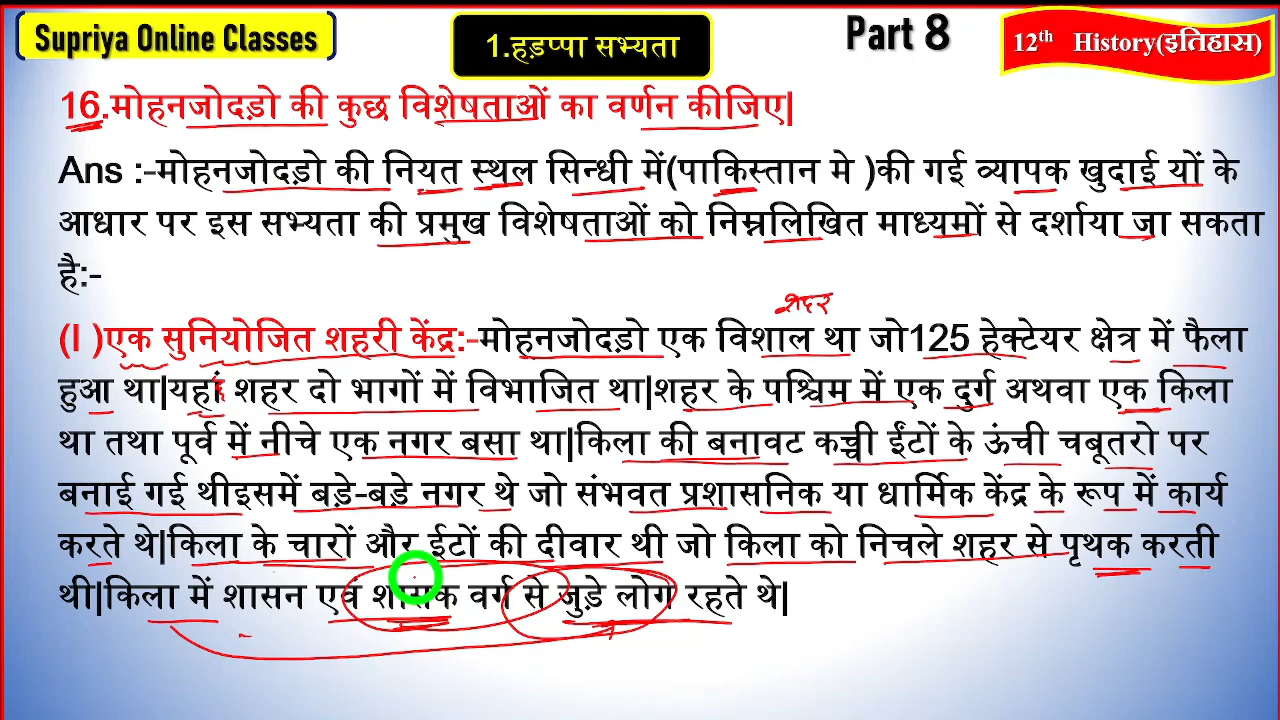 Supriya Online Classes
1.हड़प्पा सभ्यता
Part 8
12th History(इतिहास)
16.मोहनजोदड़ो की कुछ विशेषताओं का वर्णन कीजिए|
Ans :-मोहनजोदड़ो की नियत स्थल सिन्धी में(पाकिस्तान मे )की गई व्यापक खुदाई यों के
आधार पर इस सभ्यता की प्रमुख विशेषताओं को निम्नलिखित माध्यमों से दर्शाया जा सकता
है:-
शहर
(I )एक सुनियोजित शहरी केंद्र:-मोहनजोदड़ो एक विशाल था जो125 हेक्टेयर क्षेत्र में फैला
हुआ था|यहां शहर दो भागों में विभाजित था|शहर के पश्चिम में एक दुर्ग अथवा एक किला
था तथा पूर्व में नीचे एक नगर बसा था|किला की बनावट कच्ची ईंटों के ऊंची चबूतरो पर
बनाई गई थीइसमें बड़े-बड़े नगर थे जो संभवत प्रशासनिक या धार्मिक केंद्र के रूप में कार्य
करते थे|किला के चारों और ईटों की दीवार थी जो किला को निचले शहर से पृथक करती
थी|किला में शासन एवं शासक वर्ग से जुड़े लोग रहते थे|